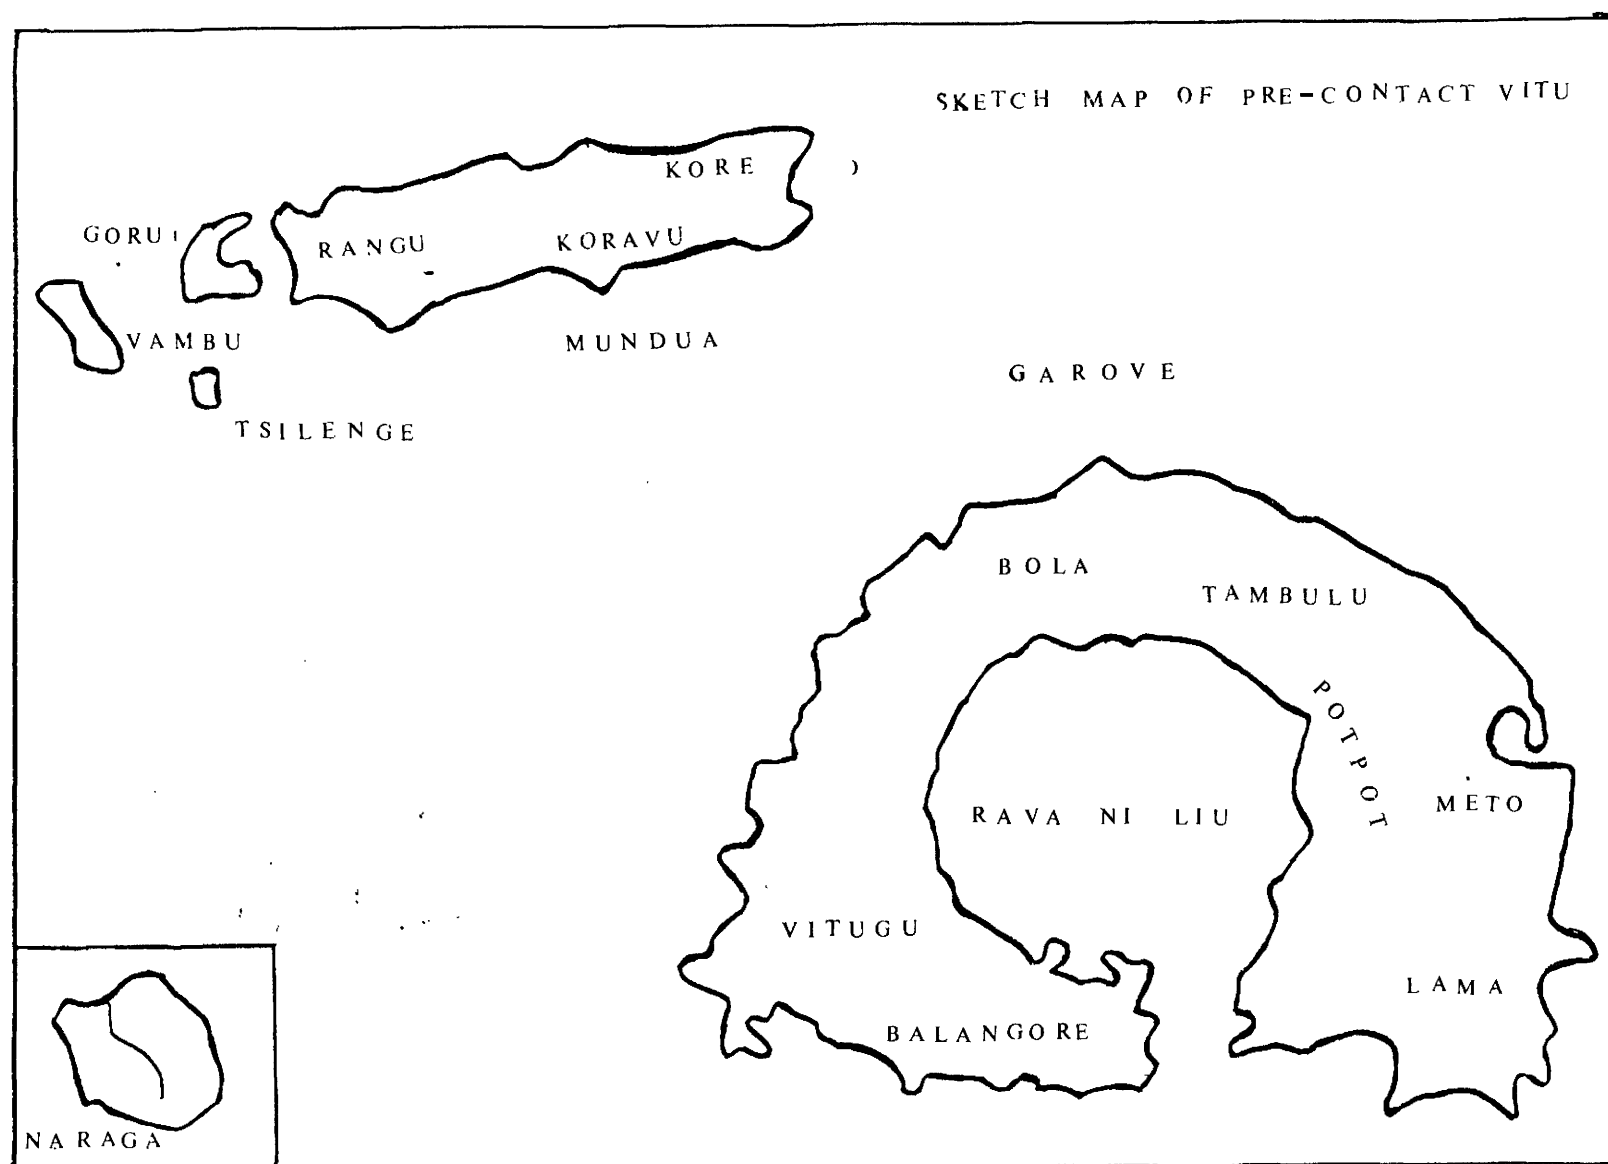 SKETCH MAP OF PRE-CONTACT VITU
KORE
GORUI
RANGU
KORAVU
VAMBU
MUNDUA
TSILENGE
GAROVE
BOLA
TAMBULU
POTPOT
METO
RAVA NI LIU
VITUGU
LAMA
BALANGORE
NARAGA